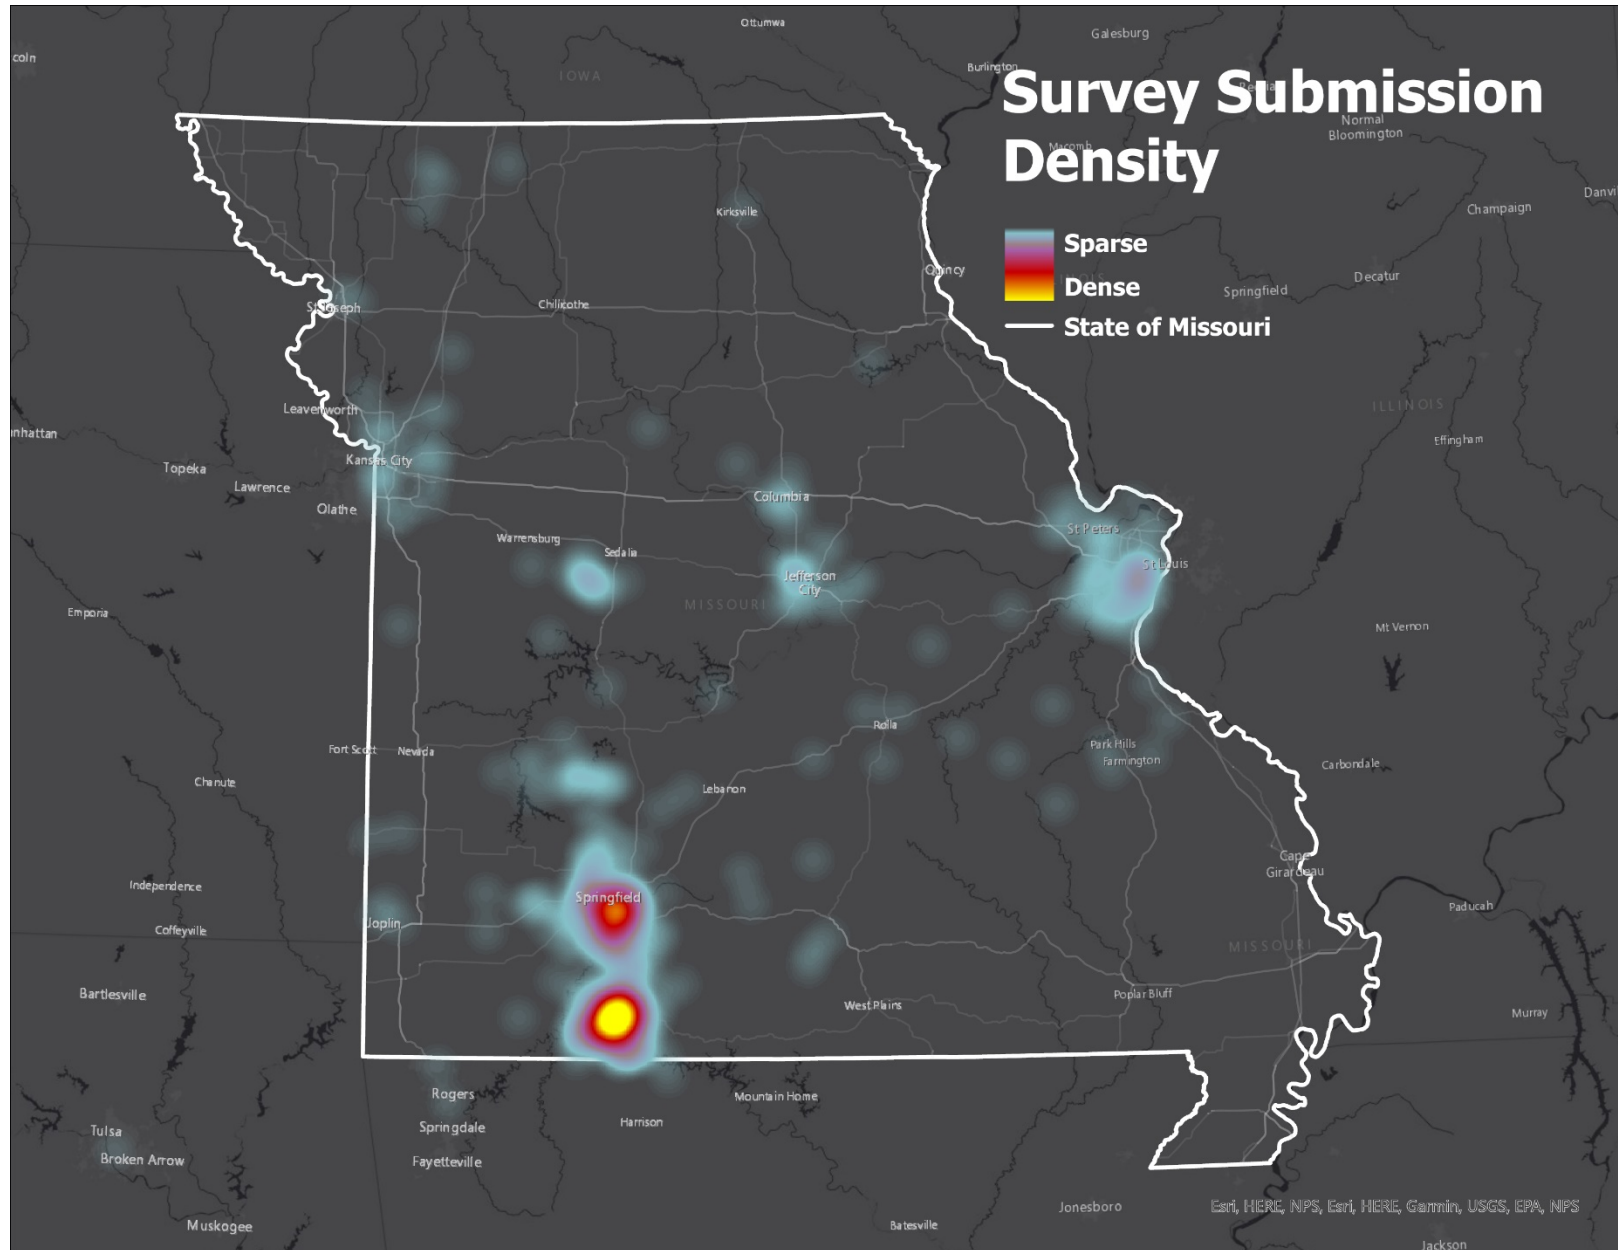 Survey Submission
Density
Sparse
Dense
State of Missouri
Ottumwa
Galesburg
coln
Burlington
IOWA
Normal
Bloomington
Macomb
Danvi
Champaign
Kirksville
Quincy
Decatur
Springfield
St Joseph
Chilicothe
Leavenworth
ILLINOIS
nhattan
Effingham
Kansas City
Topeka
Lawrence
Columbia
Olathe
St Peters
Warrensburg
Sedalia
St Louis
Jefferson
City
MISSOURI
Emporia
Mt Vernon
Rolla
Fort Scott
Nevada
Park Hills
Farmington
Carbondale
Chanute
Lebanon
Cape
Girardeau
Independence
Springfield
Paducah
Joplin
Coffeyville
MISSOURI
Bartlesville
Poplar Bluff
West Plains
Murray
Rogers
Mountain Home
Harrison
Springdale
Tulsa
Broken Arrow
Fayetteville
Jonesboro
Esri, HERE, NPS, Esri, HERE, Garmin, USGS, EPA, NPS
Muskogee
Batesville
Jackson